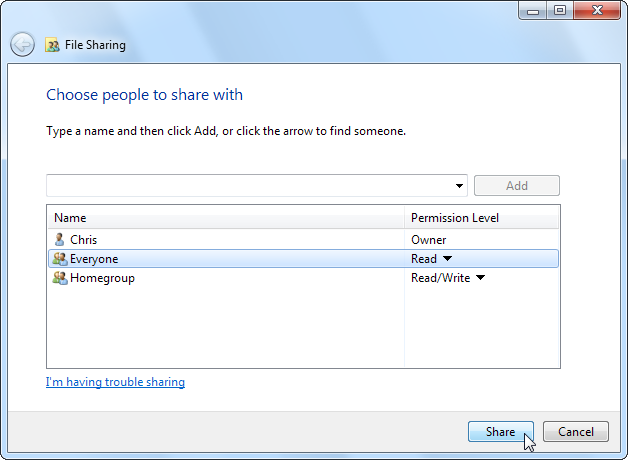 File Sharing
Choose people to share with
Type a name and then click Add, or click the arrow to find someone.
Add
Name Permission Level
Chris Owner
Everyone Read
Homegroup Read/Write
I'm having trouble sharing
Share Cancel